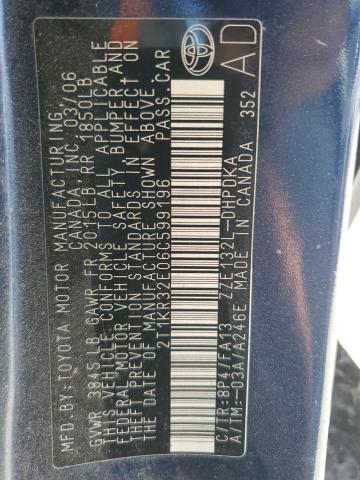 MFD BY:TOYOTA MOTOR MANUFACTURING,
CANADA, INC. 03/06
GVWR 3845LB GAWR FR 2015LB RR 1850LB
THIS VEHICLE CONFORMS TO ALL APPLICABLE
FEDERAL MOTOR VEHICLE SAFETY, BUMPER AND
THEFT PREVENTION STANDARDS IN EFFECT ON
THE DATE OF MANUFACTURE SHOWN ABOVE.
2T1KR32E06C599196 PASS.CAR
C/TR:8P4/FA13 ZZE132L-DHPDKA
A/TM:-03A/A246E MADE IN CANADA 352
TOYOTA
AD